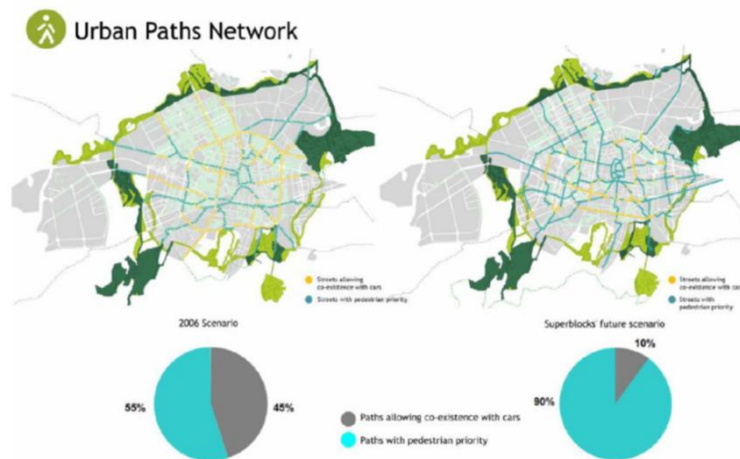 Urban Paths Network
Streets allowing
co-existence with cars
Streets with pedestrian priority
Streets allowing
co-existence with cars
Streets with
pedestrian priority
2006 Scenario
Superblocks' future scenario
55%
45%
10%
90%
Paths allowing co-existence with cars
Paths with pedestrian priority